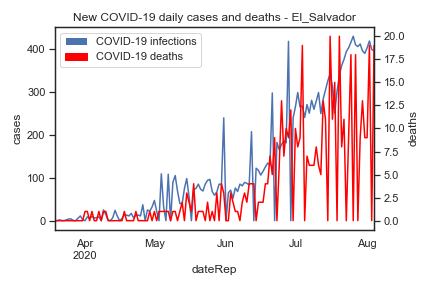 New COVID-19 daily cases and deaths - El_Salvador
COVID-19 infections
COVID-19 deaths
cases
400
300
200
100
0
20.0
17.5
15.0
12.5
10.0
7.5
5.0
2.5
0.0
deaths
Apr
2020
May
Jun
Jul
Aug
dateRep